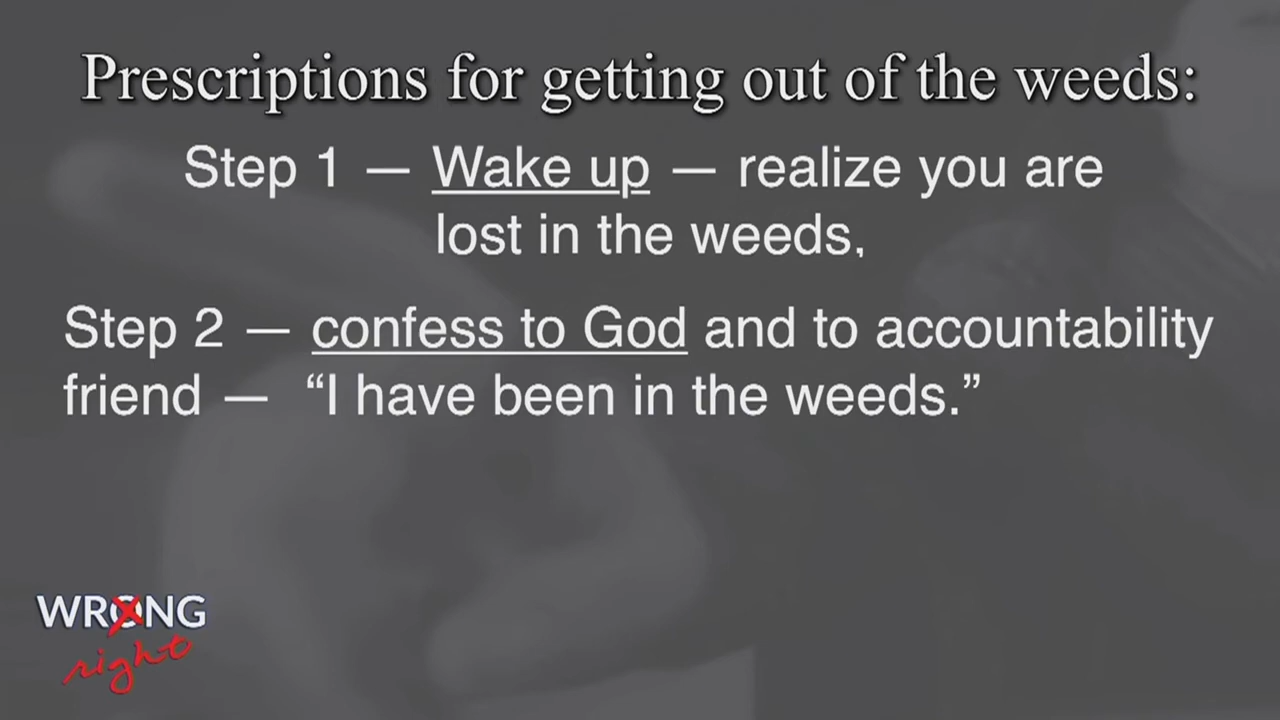 Prescriptions for getting out of the weeds:
Step 1 — Wake up — realize you are
lost in the weeds,
Step 2 — confess to God and to accountability
friend — “I have been in the weeds.”
WRONG
right